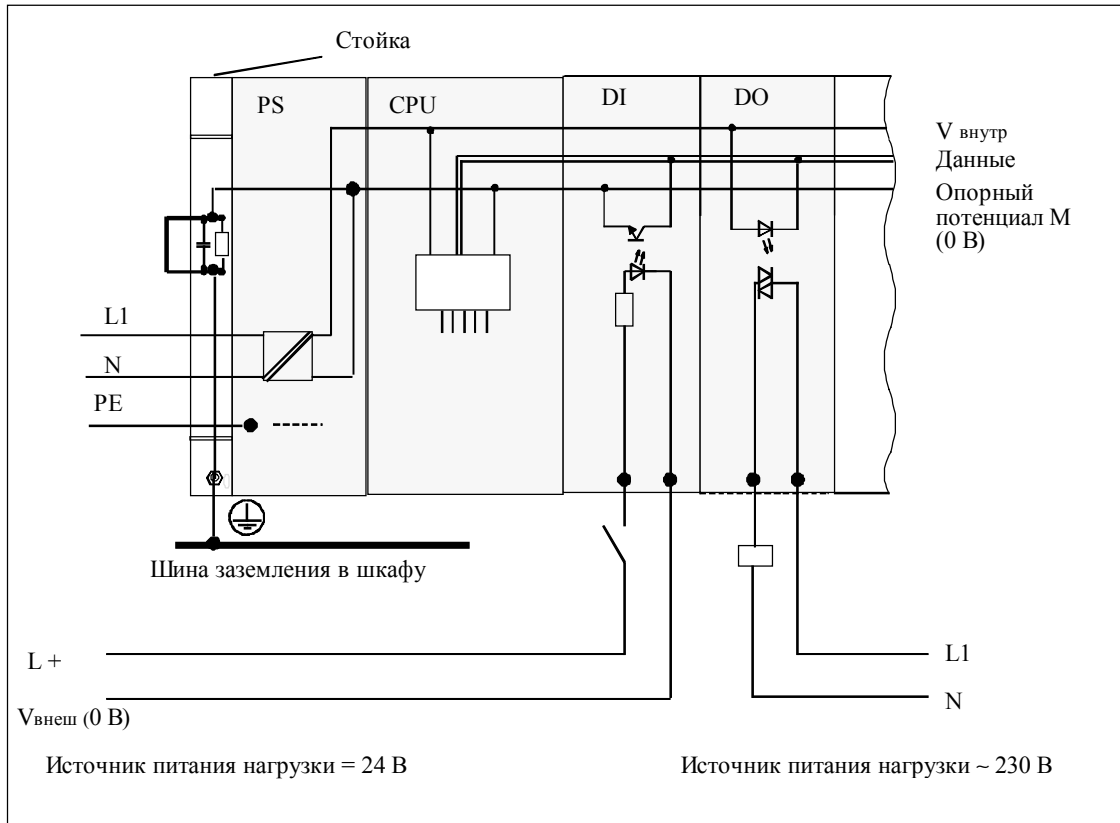 Стойка
PS
CPU
DI
DO
V внутр
Данные
Опорный
потенциал M
(0 В)
L1
N
PE
Шина заземления в шкафу
L +
L1
Vвнеш (0 В)
N
Источник питания нагрузки = 24 В
Источник питания нагрузки ~ 230 В